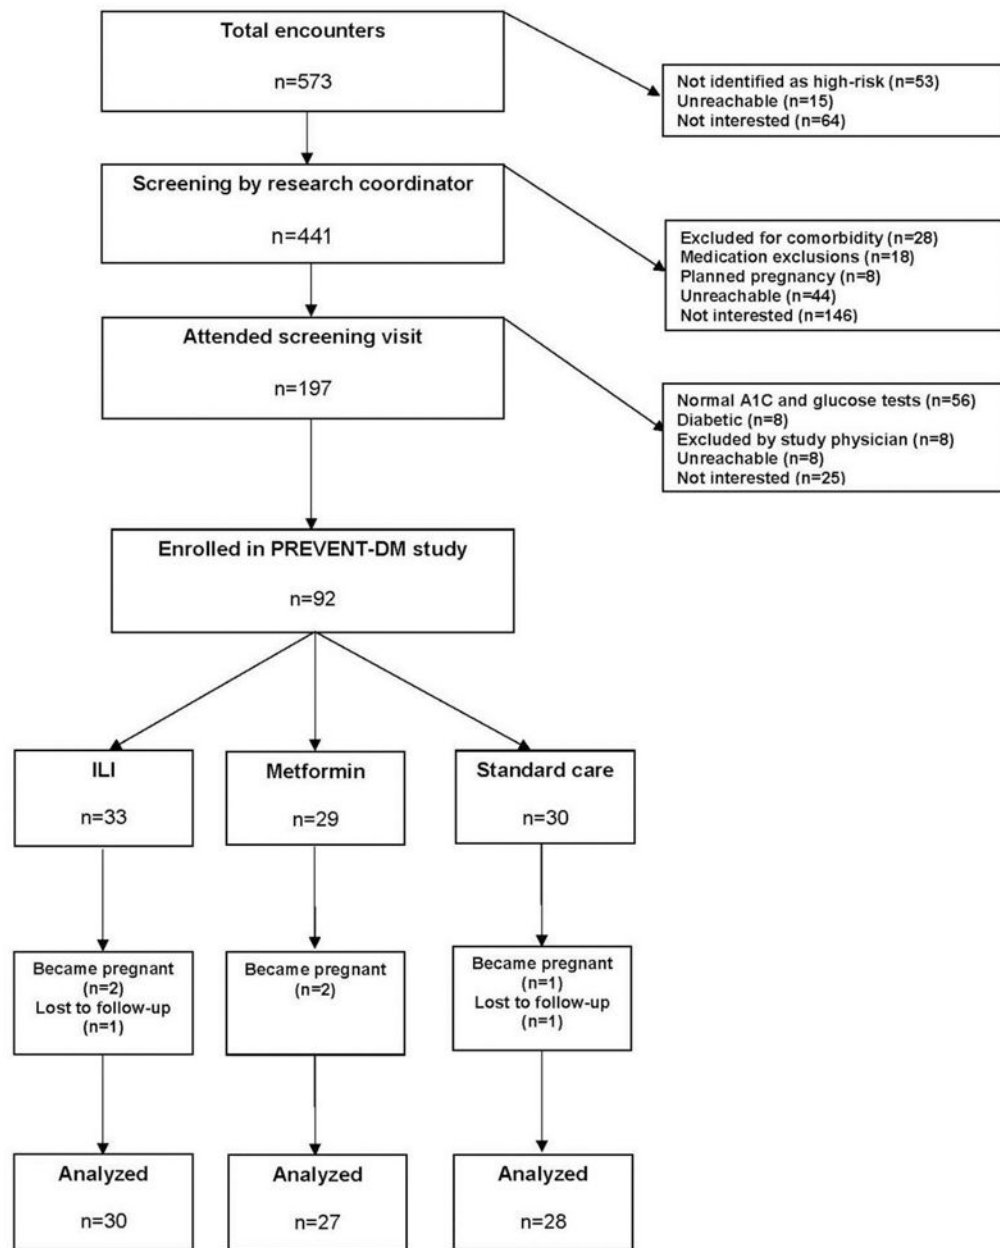 Total encounters
n=573
Not identified as high-risk (n=53)
Unreachable (n=15)
Not interested (n=64)
Screening by research coordinator
n=441
Excluded for comorbidity (n=28)
Medication exclusions (n=18)
Planned pregnancy (n=8)
Unreachable (n=44)
Not interested (n=146)
Attended screening visit
n=197
Normal A1C and glucose tests (n=56)
Diabetic (n=8)
Excluded by study physician (n=8)
Unreachable (n=8)
Not interested (n=25)
Enrolled in PREVENT-DM study
n=92
ILI
n=33
Metformin
n=29
Standard care
n=30
Became pregnant
(n=2)
Lost to follow-up
(n=1)
Became pregnant
(n=2)
Became pregnant
(n=1)
Lost to follow-up
(n=1)
Analyzed
n=30
Analyzed
n=27
Analyzed
n=28